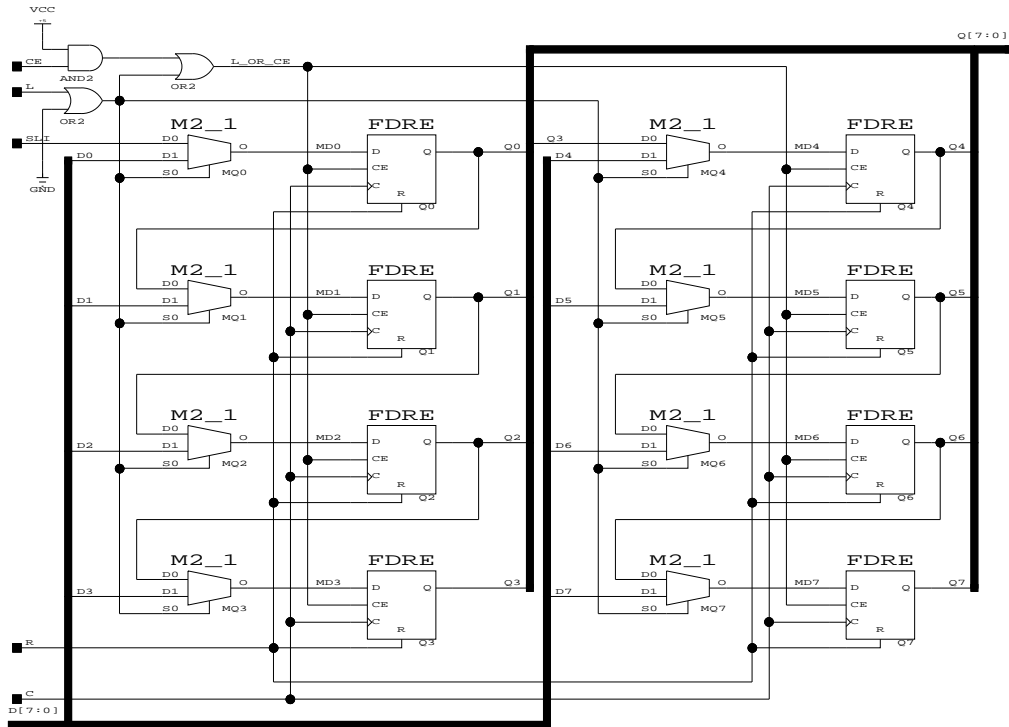 VCC
+5
Q[7:0]
CE
AND2
L_OR_CE
OR2
L
OR2
SLI
GND
M2_1
D0
D0
D1
S0
O
MQ0
MD0
FDRE
D
CE
C
R
Q
Q0
Q0
M2_1
Q3
D4
D0
D1
S0
O
MQ4
MD4
FDRE
D
CE
C
R
Q
Q4
Q4
M2_1
D1
D0
D1
S0
O
MQ1
MD1
FDRE
D
CE
C
R
Q
Q1
Q1
M2_1
D5
D0
D1
S0
O
MQ5
MD5
FDRE
D
CE
C
R
Q
Q5
Q5
M2_1
D2
D0
D1
S0
O
MQ2
MD2
FDRE
D
CE
C
R
Q
Q2
Q2
M2_1
D6
D0
D1
S0
O
MQ6
MD6
FDRE
D
CE
C
R
Q
Q6
Q6
M2_1
D3
D0
D1
S0
O
MQ3
MD3
FDRE
D
CE
C
R
Q
Q3
Q3
M2_1
D7
D0
D1
S0
O
MQ7
MD7
FDRE
D
CE
C
R
Q
Q7
Q7
R
C
D[7:0]